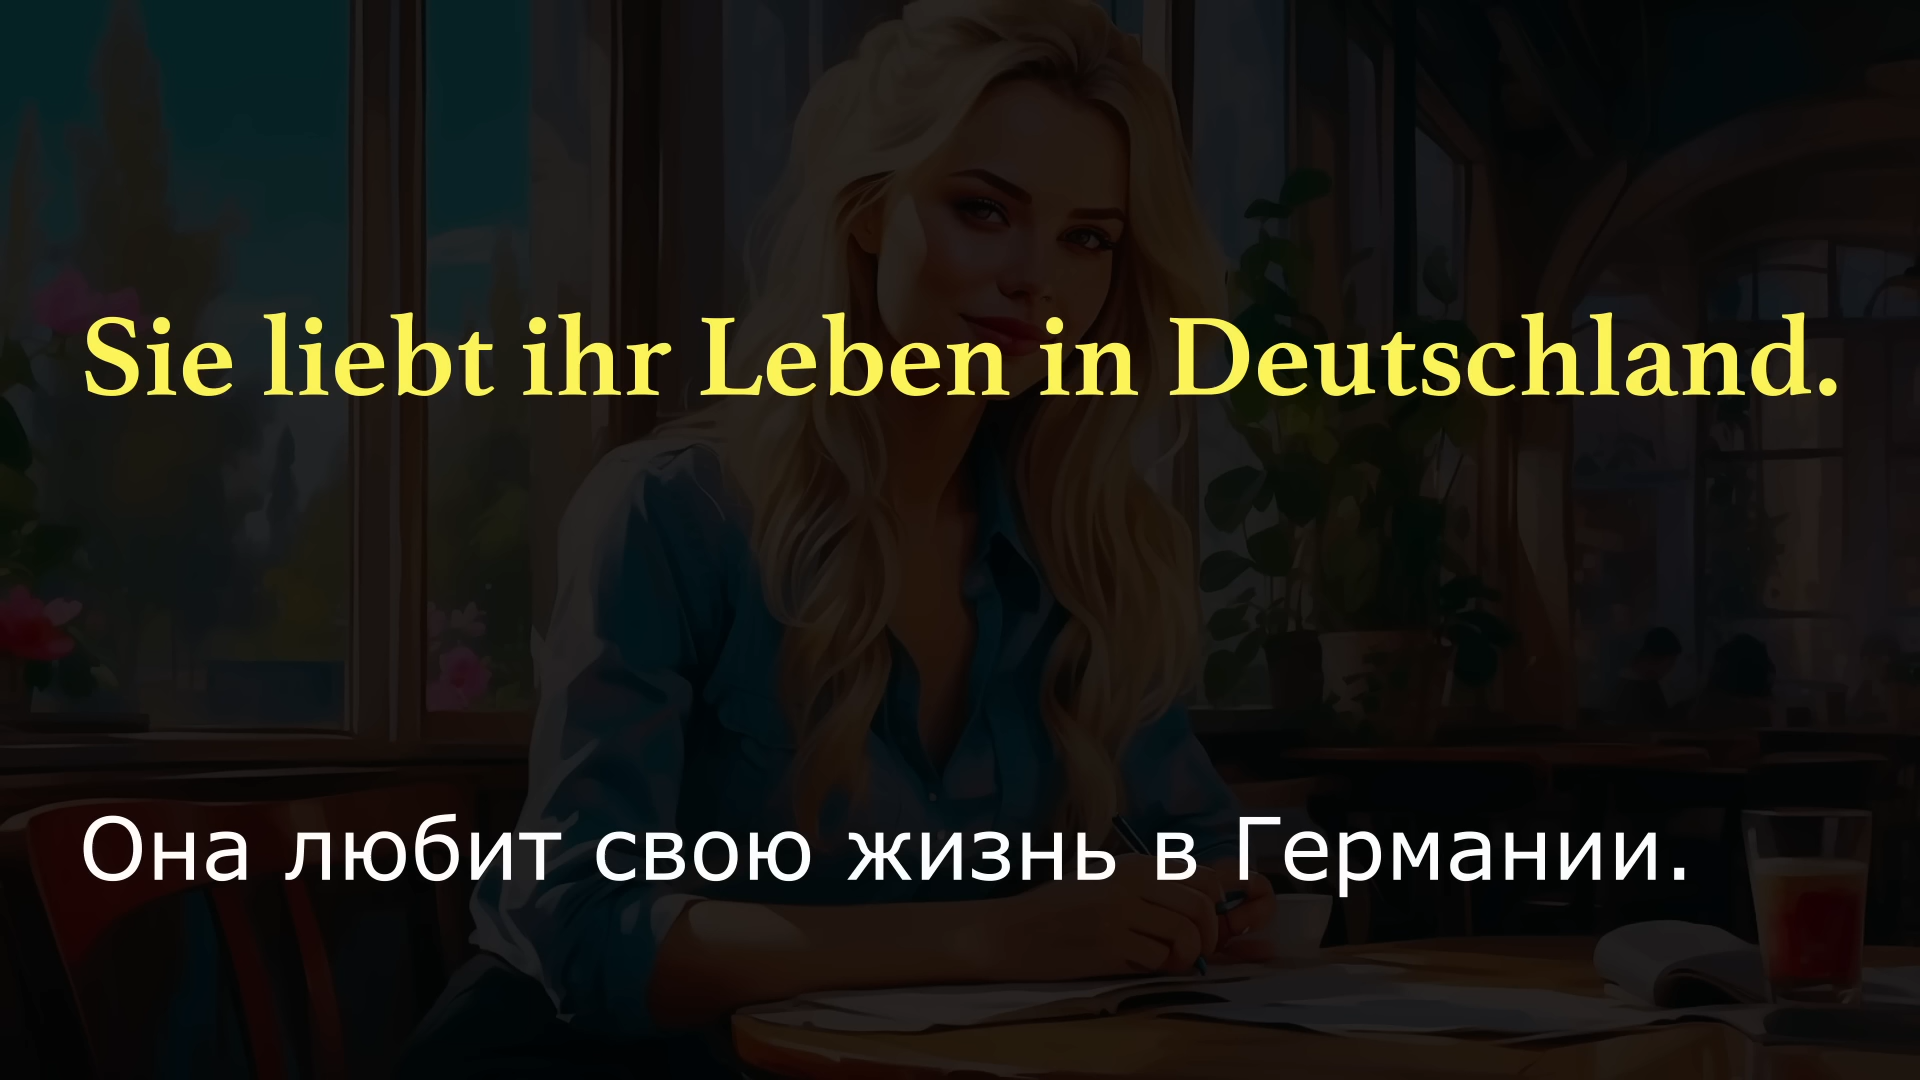 Sie liebt ihr Leben in Deutschland.
Она любит свою жизнь в Германии.